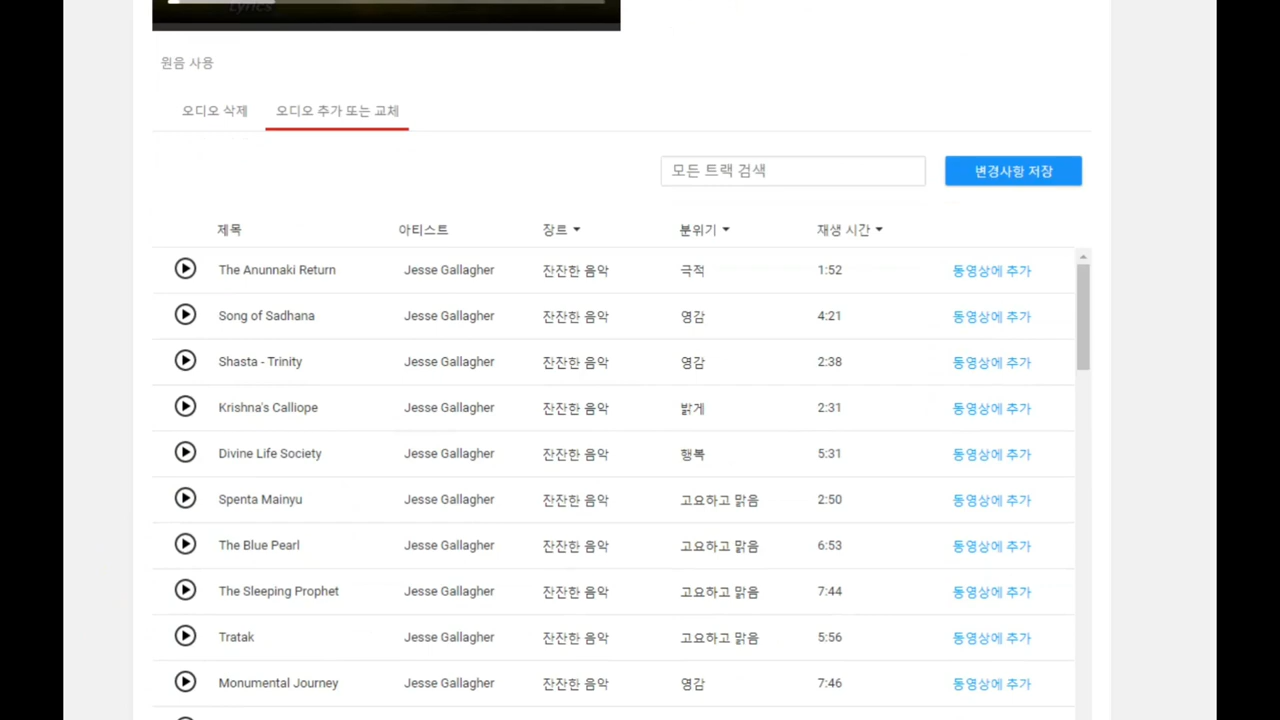 Lyrics
원음 사용
오디오 삭제 오디오 추가 또는 교체
모든 트랙 검색 변경사항 저장
제목 아티스트 장르 분위기 재생 시간
The Anunnaki Return Jesse Gallagher 잔잔한 음악 극적 1:52 동영상에 추가
Song of Sadhana Jesse Gallagher 잔잔한 음악 영감 4:21 동영상에 추가
Shasta - Trinity Jesse Gallagher 잔잔한 음악 영감 2:38 동영상에 추가
Krishna's Calliope Jesse Gallagher 잔잔한 음악 밝게 2:31 동영상에 추가
Divine Life Society Jesse Gallagher 잔잔한 음악 행복 5:31 동영상에 추가
Spenta Mainyu Jesse Gallagher 잔잔한 음악 고요하고 맑음 2:50 동영상에 추가
The Blue Pearl Jesse Gallagher 잔잔한 음악 고요하고 맑음 6:53 동영상에 추가
The Sleeping Prophet Jesse Gallagher 잔잔한 음악 고요하고 맑음 7:44 동영상에 추가
Tratak Jesse Gallagher 잔잔한 음악 고요하고 맑음 5:56 동영상에 추가
Monumental Journey Jesse Gallagher 잔잔한 음악 영감 7:46 동영상에 추가